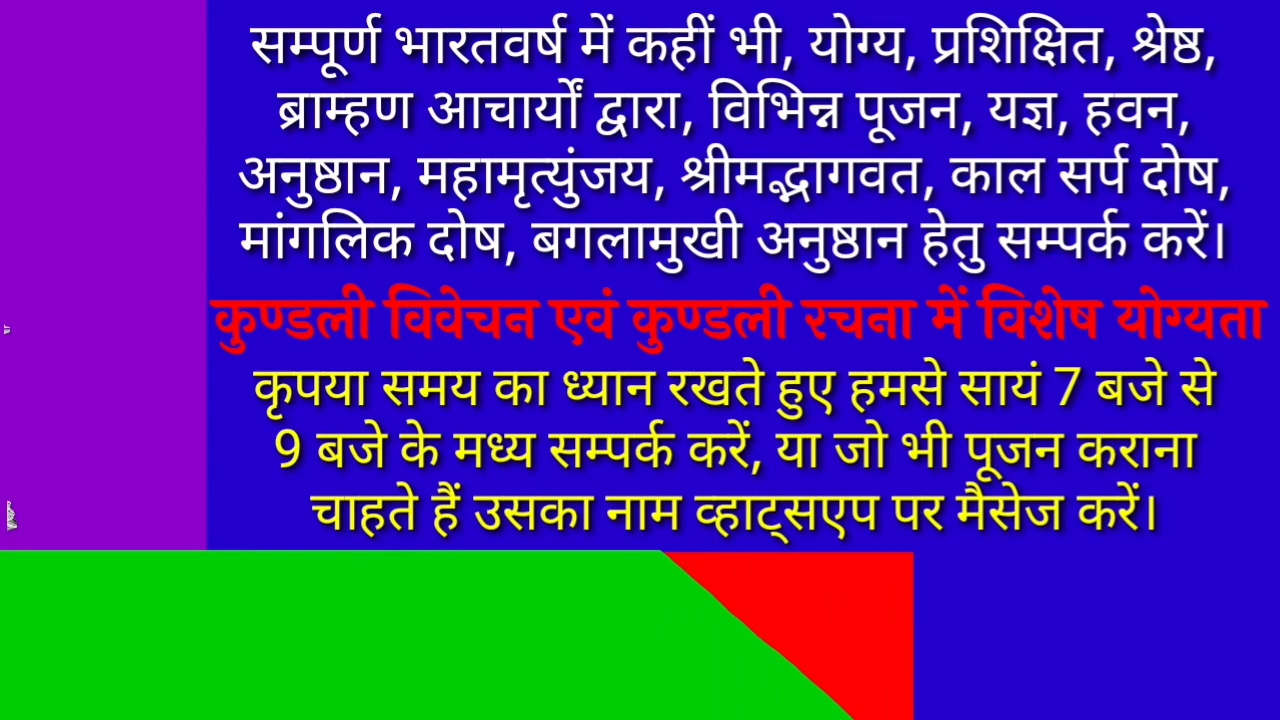 सम्पूर्ण भारतवर्ष में कहीं भी, योग्य, प्रशिक्षित, श्रेष्ठ,
ब्राम्हण आचार्यों द्वारा, विभिन्न पूजन, यज्ञ, हवन,
अनुष्ठान, महामृत्युंजय, श्रीमद्भागवत, काल सर्प दोष,
मांगलिक दोष, बगलामुखी अनुष्ठान हेतु सम्पर्क करें।
कुण्डली विवेचन एवं कुण्डली रचना में विशेष योग्यता
कृपया समय का ध्यान रखते हुए हमसे सायं 7 बजे से
9 बजे के मध्य सम्पर्क करें, या जो भी पूजन कराना
चाहते हैं उसका नाम व्हाट्सएप पर मैसेज करें।